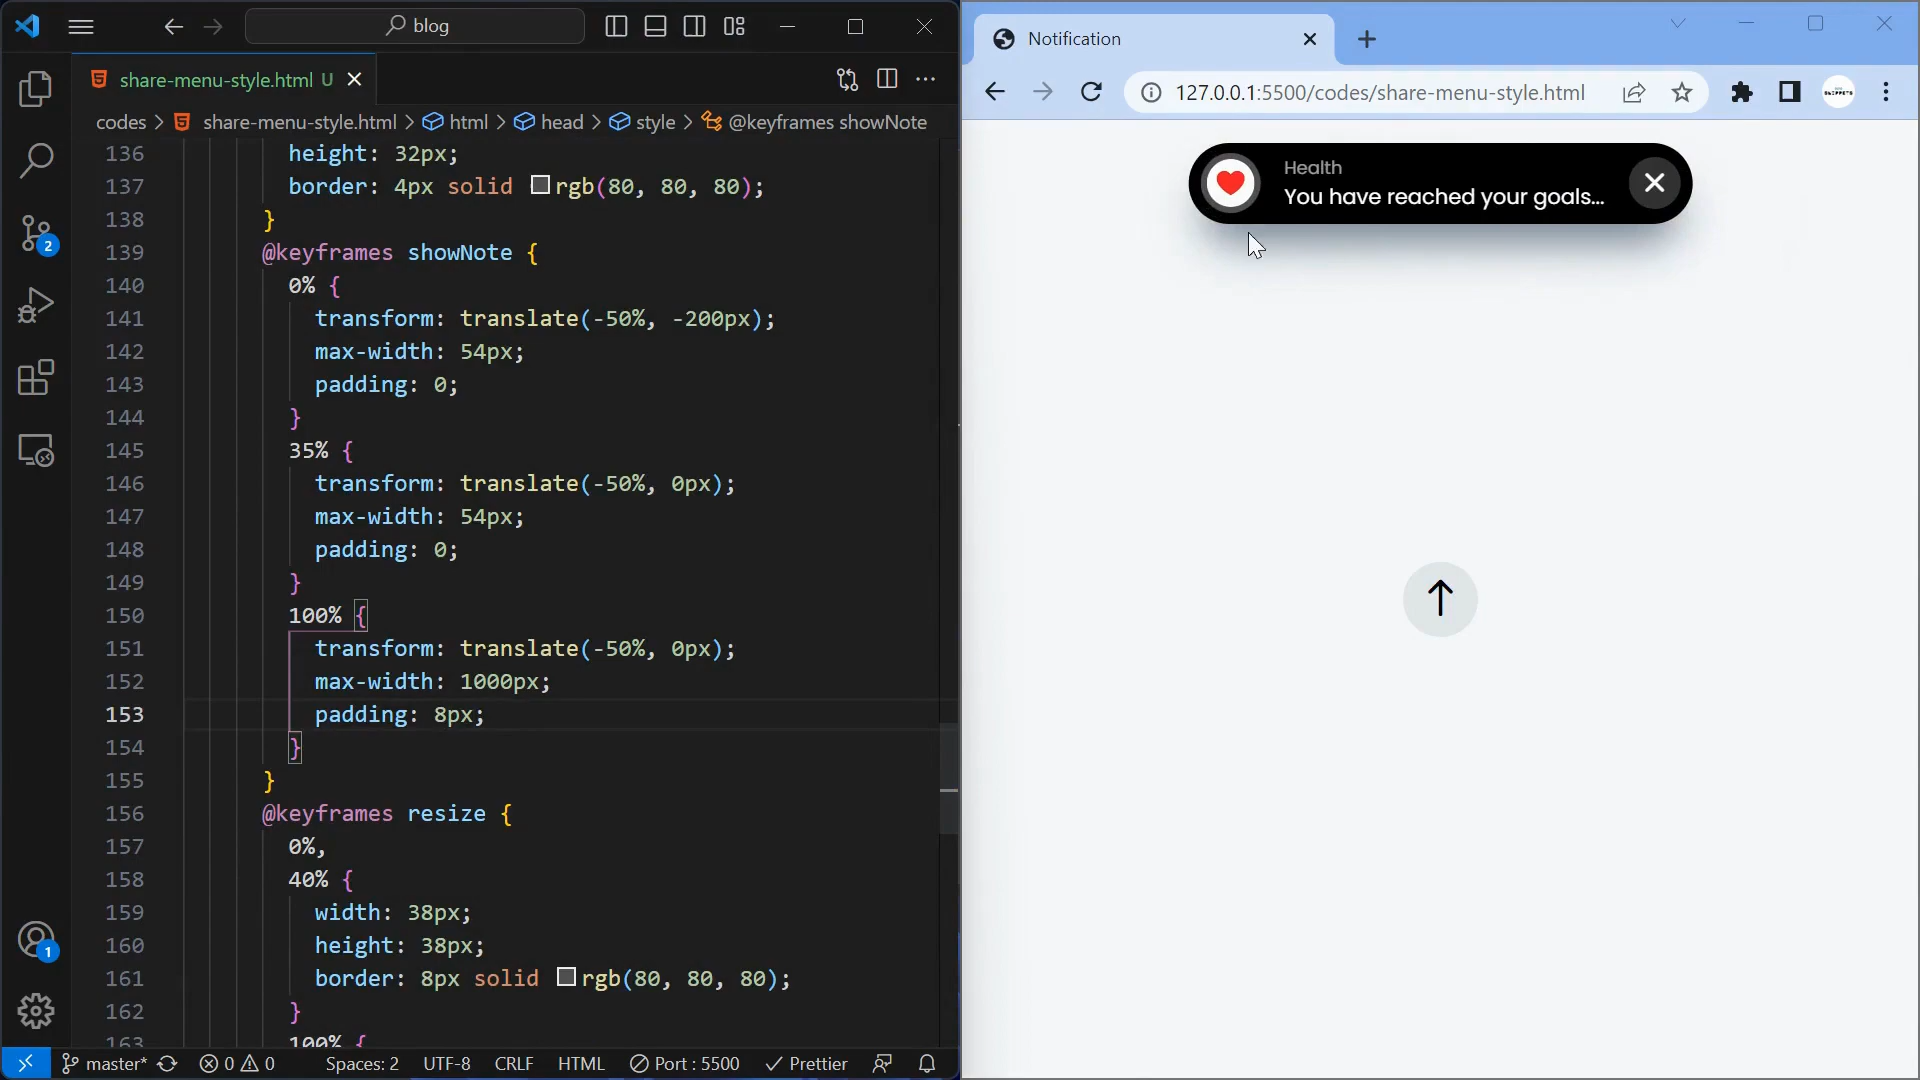 blog
share-menu-style.html U
codes > share-menu-style.html > html > head > style > @keyframes showNote
136 height: 32px;
137 border: 4px solid rgb(80, 80, 80);
138 }
139 @keyframes showNote {
140 0% {
141 transform: translate(-50%, -200px);
142 max-width: 54px;
143 padding: 0;
144 }
145 35% {
146 transform: translate(-50%, 0px);
147 max-width: 54px;
148 padding: 0;
149 }
150 100% {
151 transform: translate(-50%, 0px);
152 max-width: 1000px;
153 padding: 8px;
154 }
155 }
156 @keyframes resize {
157 0%,
158 40% {
159 width: 38px;
160 height: 38px;
161 border: 8px solid rgb(80, 80, 80);
162 }
163 100% {
2
1
master* 0 0 Spaces: 2 UTF-8 CRLF HTML Port : 5500 Prettier
Notification
127.0.0.1:5500/codes/share-menu-style.html
Health
You have reached your goals...